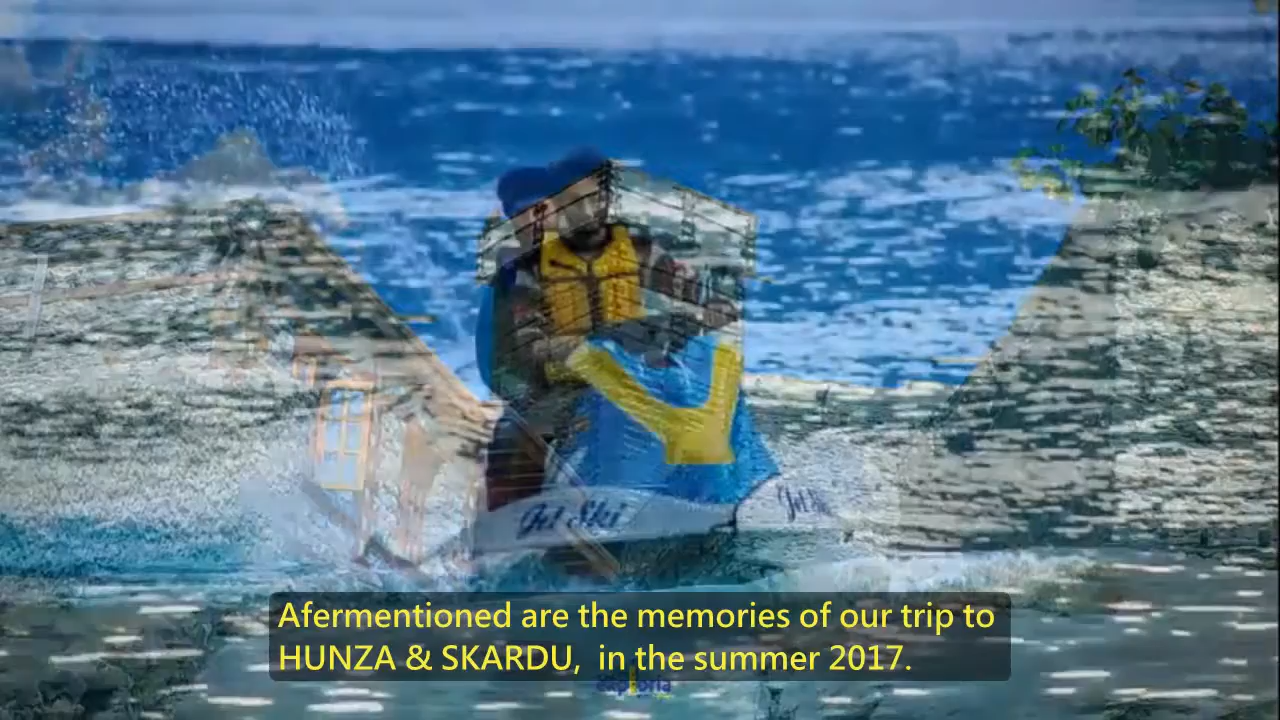 Jet Ski
Afermentioned are the memories of our trip to
HUNZA & SKARDU,  in the summer 2017.